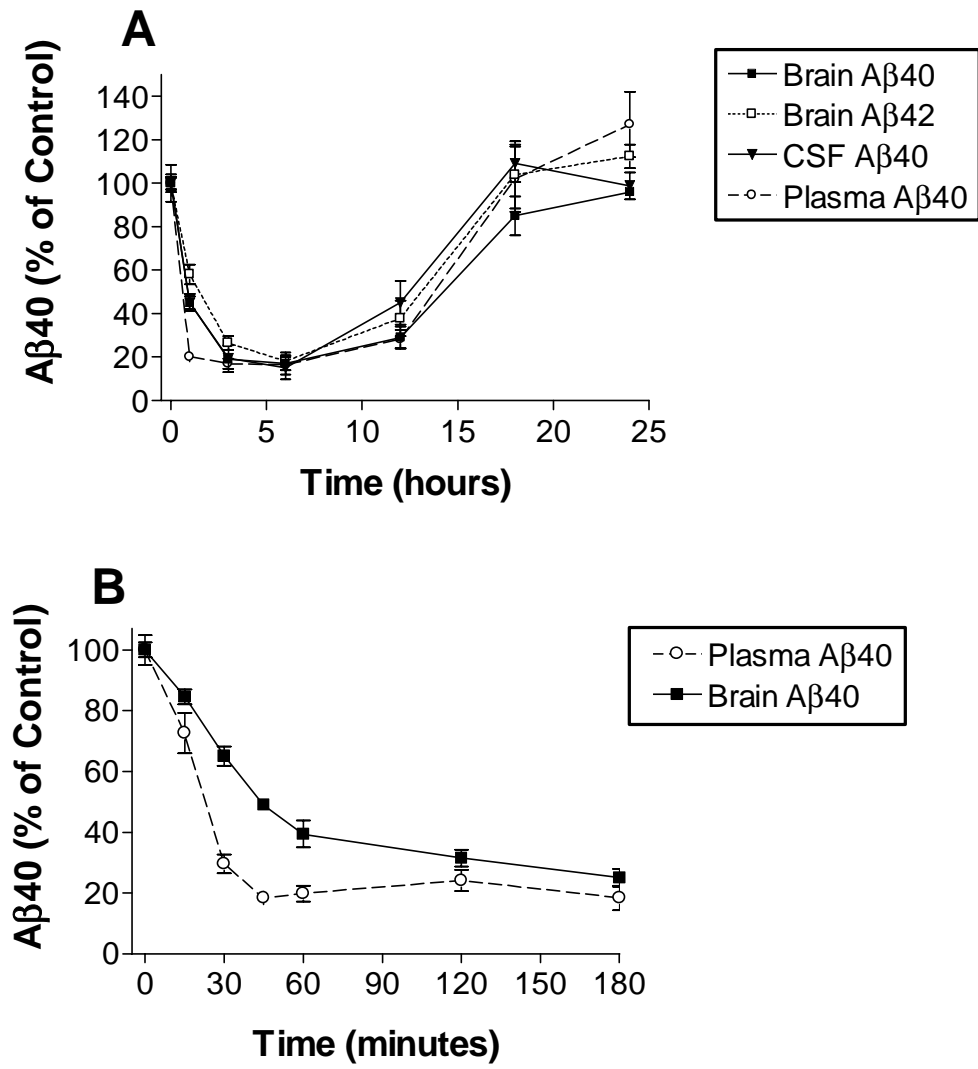 A
Aβ40 (% of Control)
140
120
100
80
60
40
20
0
0 5 10 15 20 25
Time (hours)
Brain Aβ40
Brain Aβ42
CSF Aβ40
Plasma Aβ40
B
Aβ40 (% of Control)
100
80
60
40
20
0
0 30 60 90 120 150 180
Time (minutes)
Plasma Aβ40
Brain Aβ40